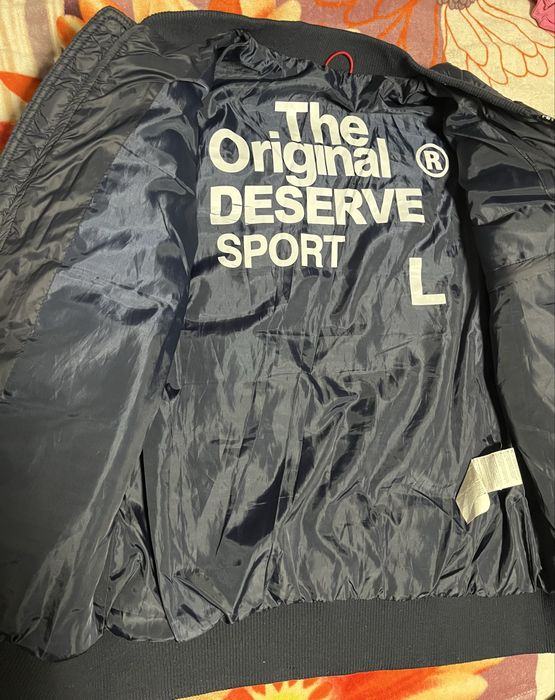 The
Original ®
DESERVE
SPORT
L